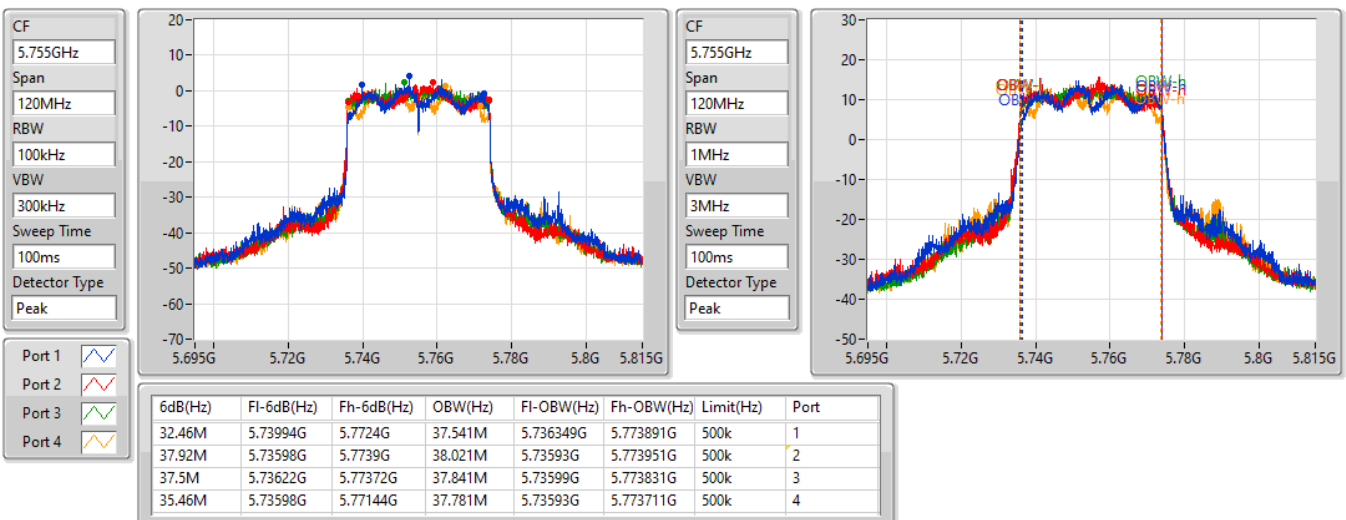 CF
5.755GHz
Span
120MHz
RBW
100kHz
VBW
300kHz
Sweep Time
100ms
Detector Type
Peak
20
10
0
-10
-20
-30
-40
-50
-60
-70
5.695G 5.72G 5.74G 5.76G 5.78G 5.8G 5.815G
CF
5.755GHz
Span
120MHz
RBW
1MHz
VBW
3MHz
Sweep Time
100ms
Detector Type
Peak
30
20
10
0
-10
-20
-30
-40
-50
OBW-h
OBW-h
5.695G 5.72G 5.74G 5.76G 5.78G 5.8G 5.815G
Port 1
Port 2
Port 3
Port 4
6dB(Hz) Fl-6dB(Hz) Fh-6dB(Hz) OBW(Hz) Fl-OBW(Hz) Fh-OBW(Hz) Limit(Hz) Port
32.46M 5.73994G 5.7724G 37.541M 5.736349G 5.773891G 500k 1
37.92M 5.73598G 5.7739G 38.021M 5.73593G 5.773951G 500k 2
37.5M 5.73622G 5.77372G 37.841M 5.73599G 5.773831G 500k 3
35.46M 5.73598G 5.77144G 37.781M 5.73593G 5.773711G 500k 4